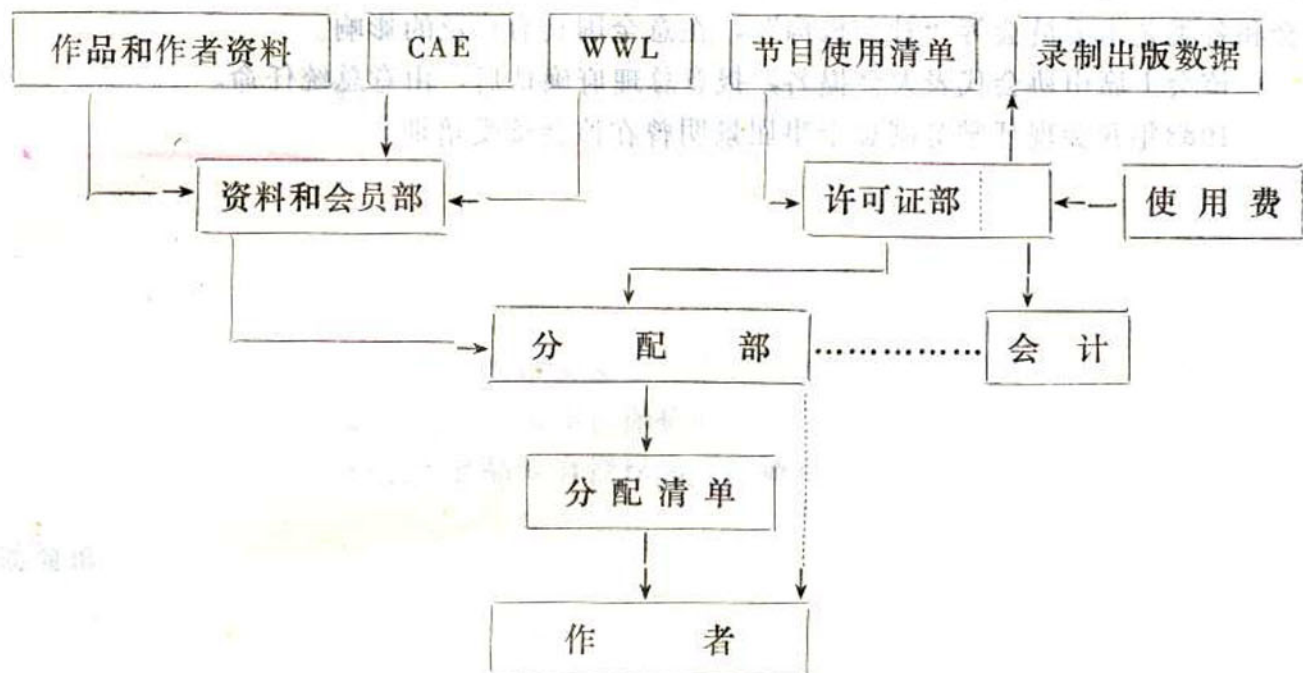 作品和作者资料 CAE WWL 节目使用清单 录制出版数据
资料和会员部 许可证部 使用费
分配部 会计
分配清单
作者